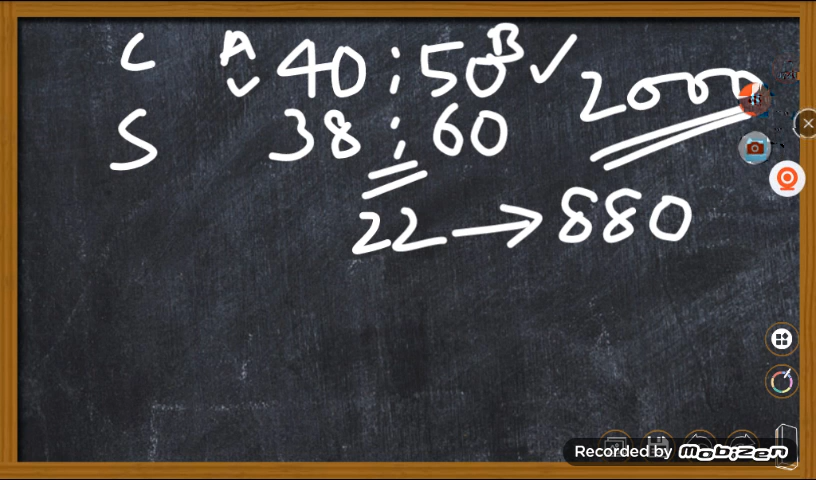 C A 40 : 50 B ✓ 2000
✓
S 38 : 60
22 → 880
Recorded by mobizen